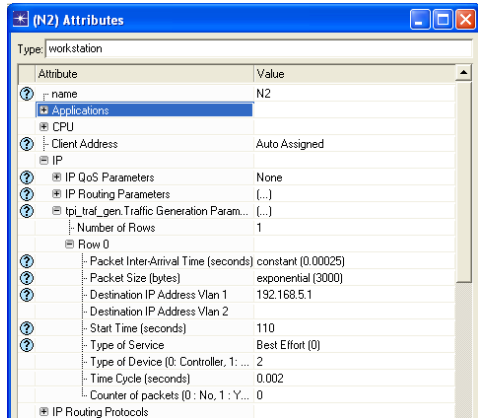 (N2) Attributes
Type: workstation
Attribute Value
name N2
Applications
CPU
Client Address Auto Assigned
IP
IP QoS Parameters None
IP Routing Parameters (...)
tpi_traf_gen.Traffic Generation Param... (...)
Number of Rows 1
Row 0
Packet Inter-Arrival Time (seconds) constant (0.00025)
Packet Size (bytes) exponential (3000)
Destination IP Address Vlan 1 192.168.5.1
Destination IP Address Vlan 2
Start Time (seconds) 110
Type of Service Best Effort (0)
Type of Device (0: Controller, 1: ... 2
Time Cycle (seconds) 0.002
Counter of packets (0 : No, 1 : Y... 0
IP Routing Protocols